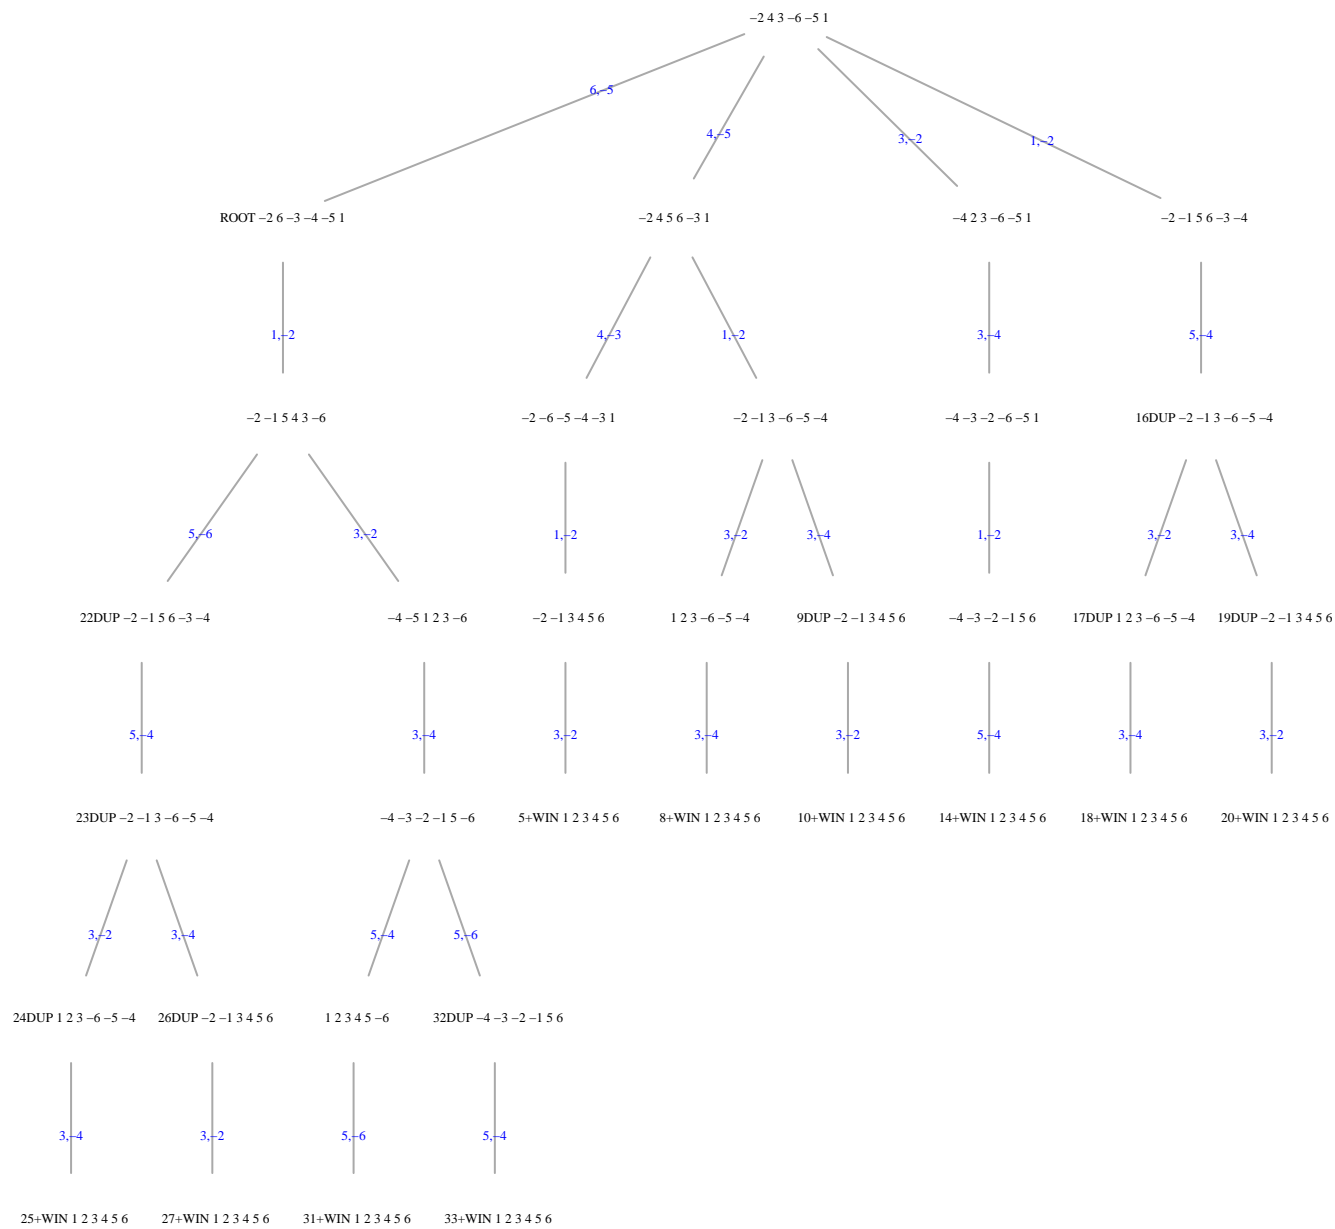 −2 4 3 −6 −5 1
6,−5
4,−5
3,−2
1,−2
ROOT −2 6 −3 −4 −5 1
−2 4 5 6 −3 1
−4 2 3 −6 −5 1
−2 −1 5 6 −3 −4
1,−2
4,−3
1,−2
3,−4
5,−4
−2 −1 5 4 3 −6
−2 −6 −5 −4 −3 1
−2 −1 3 −6 −5 −4
−4 −3 −2 −6 −5 1
16DUP −2 −1 3 −6 −5 −4
5,−6
3,−2
1,−2
3,−2
3,−4
1,−2
3,−2
3,−4
22DUP −2 −1 5 6 −3 −4
−4 −5 1 2 3 −6
−2 −1 3 4 5 6
1 2 3 −6 −5 −4
9DUP −2 −1 3 4 5 6
−4 −3 −2 −1 5 6
17DUP 1 2 3 −6 −5 −4
19DUP −2 −1 3 4 5 6
5,−4
3,−4
3,−2
3,−4
3,−2
5,−4
3,−4
3,−2
23DUP −2 −1 3 −6 −5 −4
−4 −3 −2 −1 5 −6
5+WIN 1 2 3 4 5 6
8+WIN 1 2 3 4 5 6
10+WIN 1 2 3 4 5 6
14+WIN 1 2 3 4 5 6
18+WIN 1 2 3 4 5 6
20+WIN 1 2 3 4 5 6
3,−2
3,−4
5,−4
5,−6
24DUP 1 2 3 −6 −5 −4
26DUP −2 −1 3 4 5 6
1 2 3 4 5 −6
32DUP −4 −3 −2 −1 5 6
3,−4
3,−2
5,−6
5,−4
25+WIN 1 2 3 4 5 6
27+WIN 1 2 3 4 5 6
31+WIN 1 2 3 4 5 6
33+WIN 1 2 3 4 5 6